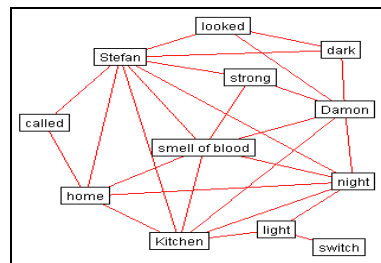 looked
dark
Stefan
strong
Damon
called
smell of blood
night
home
light
Kitchen
switch